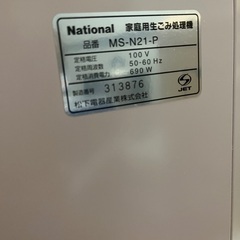 National 家庭用生ごみ処理機
品番 MS-N21-P
定格電圧 100 V
定格周波数 50-60 Hz
定格消費電力 690 W
製造番号 313876
松下電器産業株式会社
JET